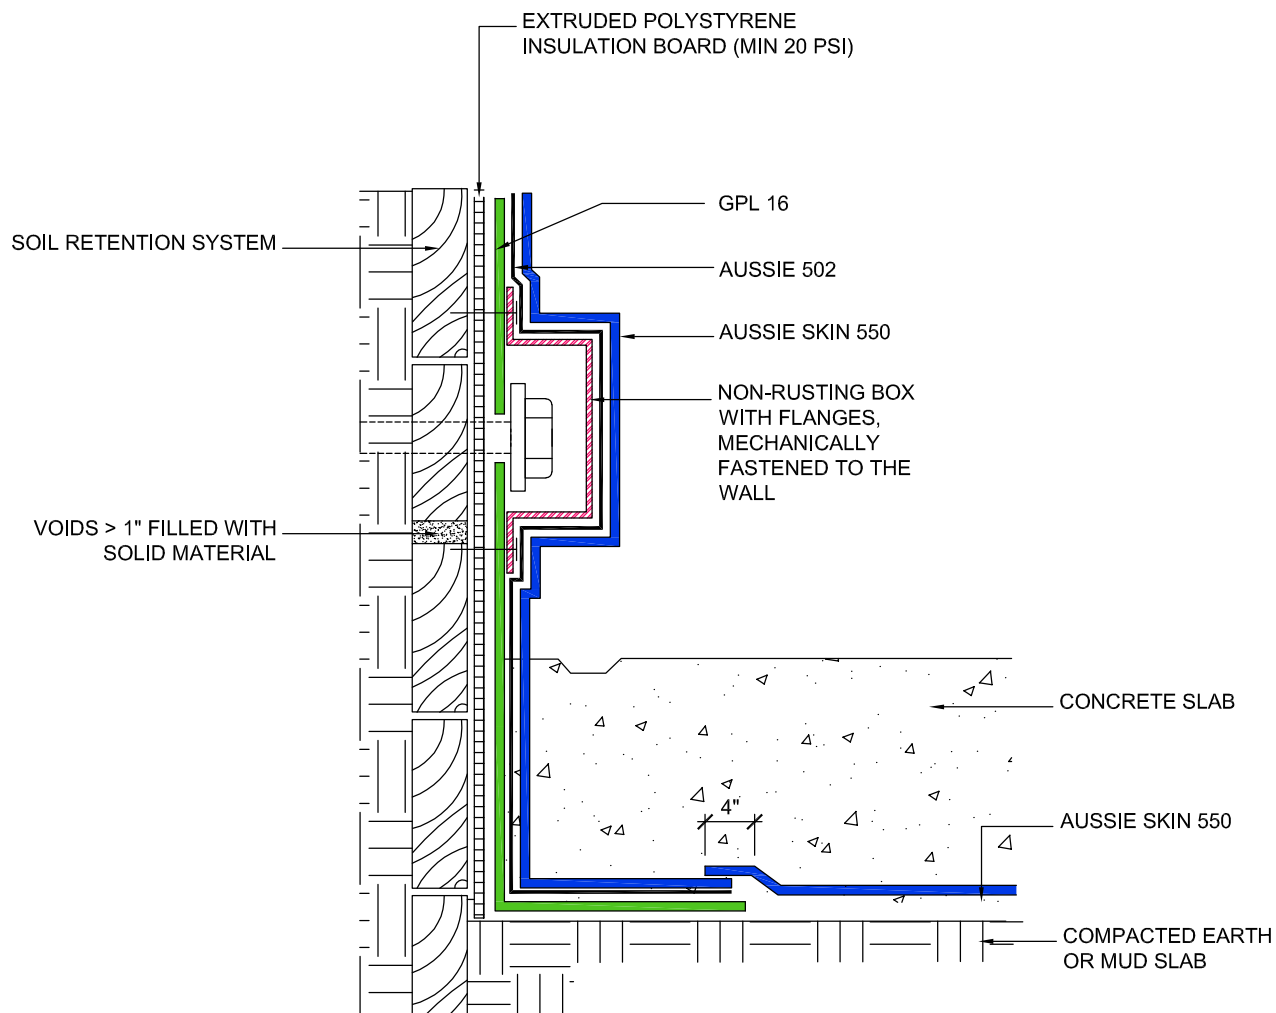 EXTRUDED POLYSTYRENE
INSULATION BOARD (MIN 20 PSI)
GPL 16
SOIL RETENTION SYSTEM
AUSSIE 502
AUSSIE SKIN 550
NON-RUSTING BOX
WITH FLANGES,
MECHANICALLY
FASTENED TO THE
WALL
VOIDS > 1" FILLED WITH
SOLID MATERIAL
CONCRETE SLAB
4"
AUSSIE SKIN 550
COMPACTED EARTH
OR MUD SLAB